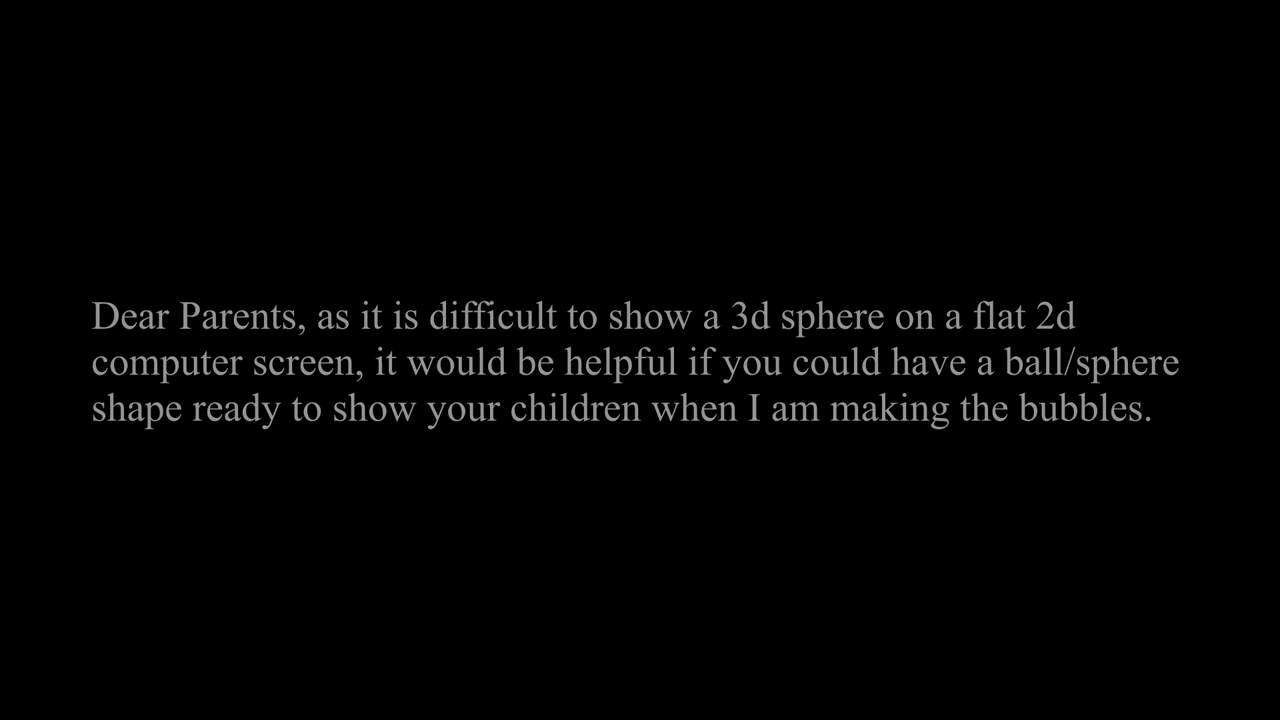 Dear Parents, as it is difficult to show a 3d sphere on a flat 2d
computer screen, it would be helpful if you could have a ball/sphere
shape ready to show your children when I am making the bubbles.